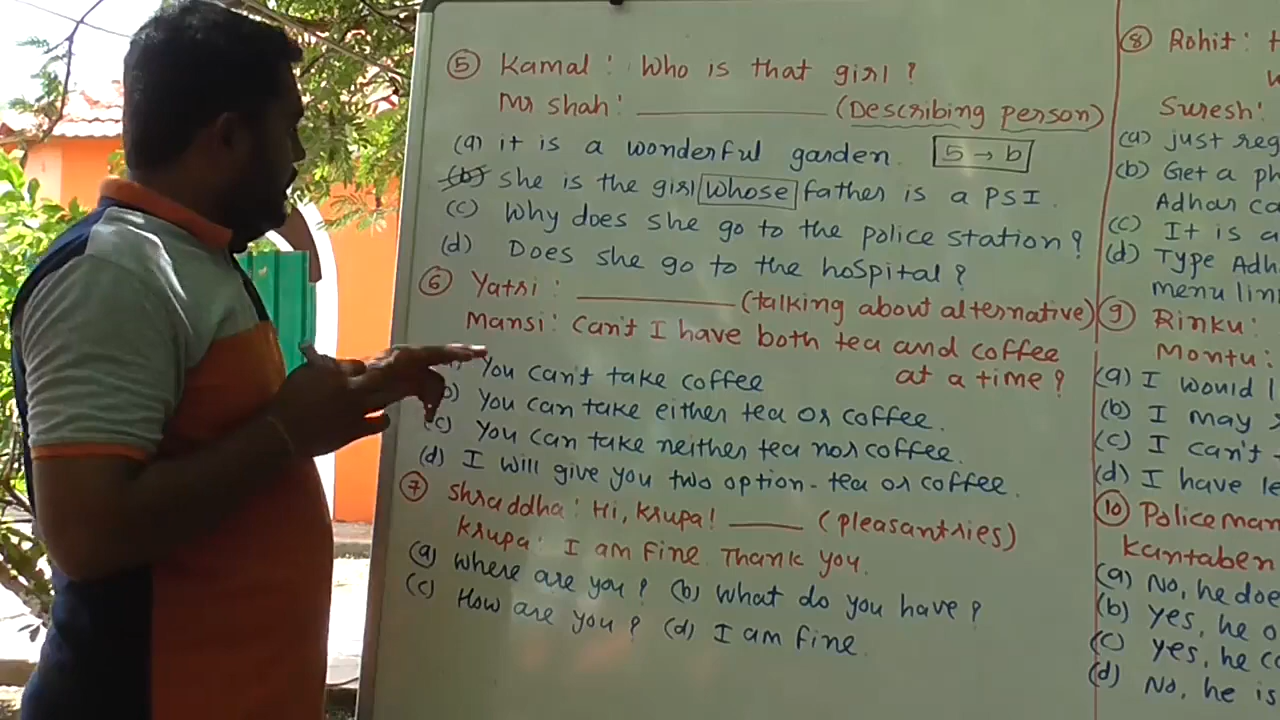 (5) Kamal : Who is that girl ?
Mr Shah : __________ (Describing person)
(a) it is a wonderful garden. 5 → b
(b) She is the girl whose father is a PSI.
(c) Why does she go to the police station ?
(d) Does she go to the hospital ?
(6) Yatri : __________ (talking about alternative)
Mansi : Can't I have both tea and coffee
at a time ?
You can't take coffee
b) You can take either tea or coffee.
(c) You can take neither tea nor coffee.
(d) I will give you two option - tea or coffee.
(7) Shraddha : Hi, Krupa! _____ (pleasantries)
Krupa : I am fine. Thank you.
(a) Where are you ? (b) What do you have ?
(c) How are you ? (d) I am fine.
(8) Rohit :
Suresh :
(a) just reg
(b) Get a ph
Adhar ca
(c) It is a
(d) Type Adh
menu lin
(9) Rinku :
Montu :
(a) I would l
(b) I may
(c) I can't
(d) I have le
(10) Policeman
Kantaben
(a) No, he doe
(b) Yes, he o
(c) Yes, he co
(d) No, he is